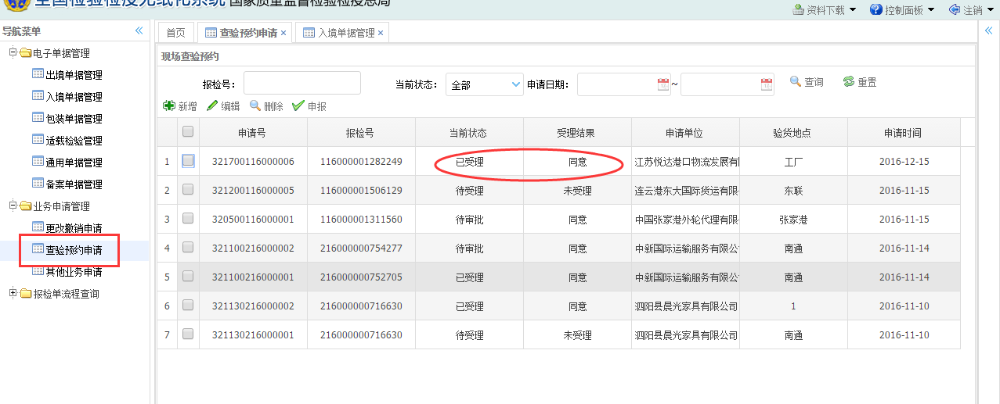 全国检验检疫无纸化系统 国家质量监督检验检疫总局
资料下载 控制面板 注销
导航菜单
首页 查验预约申请 × 入境单据管理 ×
电子单据管理
出境单据管理
入境单据管理
包装单据管理
适载检验管理
通用单据管理
备案单据管理
业务申请管理
更改撤销申请
查验预约申请
其他业务申请
报检单流程查询
现场查验预约
报检号: 当前状态: 全部 申请日期: ~ 查询 重置
新增 编辑 删除 申报
申请号 报检号 当前状态 受理结果 申请单位 验货地点 申请时间
1 321700116000006 116000001282249 已受理 同意 江苏悦达港口物流发展有 工厂 2016-12-15
2 321200116000005 116000001506129 待受理 未受理 连云港东大国际货运有限 东联 2016-11-15
3 320500116000001 116000001311560 待审批 同意 中国张家港外轮代理有限 张家港 2016-11-15
4 321100216000002 216000000754277 待审批 同意 中新国际运输服务有限公 南通 2016-11-14
5 321100216000001 216000000752705 已受理 同意 中新国际运输服务有限公 南通 2016-11-14
6 321130216000002 216000000716630 已受理 同意 泗阳县晨光家具有限公司 1 2016-11-10
7 321130216000001 216000000716630 待受理 未受理 泗阳县晨光家具有限公司 南通 2016-11-10